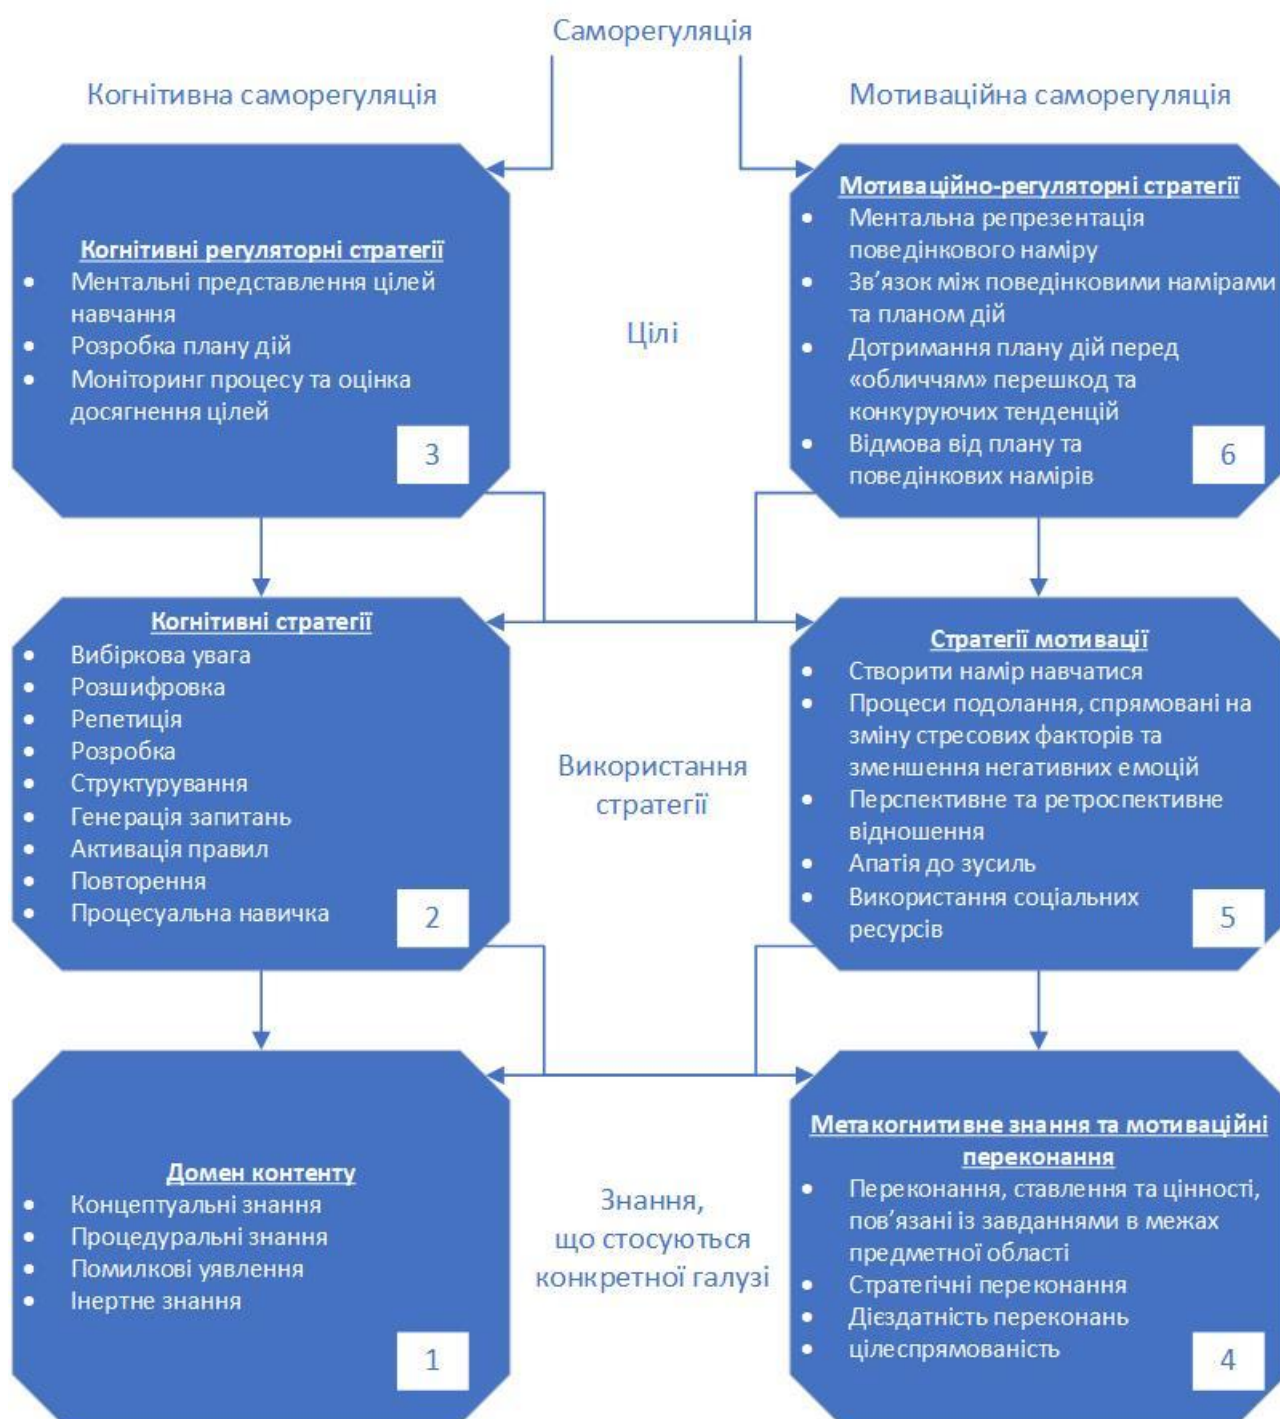 Саморегуляція
Когнітивна саморегуляція
Мотиваційна саморегуляція
Когнітивні регуляторні стратегії
Ментальні представлення цілей
навчання
Розробка плану дій
Моніторинг процесу та оцінка
досягнення цілей
3
Цілі
Мотиваційно-регуляторні стратегії
Ментальна репрезентація
поведінкового наміру
Зв’язок між поведінковими намірами
та планом дій
Дотримання плану дій перед
«обличчям» перешкод та
конкуруючих тенденцій
Відмова від плану та
поведінкових намірів
6
Когнітивні стратегії
Вибіркова увага
Розшифровка
Репетиція
Розробка
Структурування
Генерація запитань
Активація правил
Повторення
Процесуальна навичка
2
Використання
стратегії
Стратегії мотивації
Створити намір навчатися
Процеси подолання, спрямовані на
зміну стресових факторів та
зменшення негативних емоцій
Перспективне та ретроспективне
відношення
Апатія до зусиль
Використання соціальних
ресурсів
5
Домен контенту
Концептуальні знання
Процедуральні знання
Помилкові уявлення
Інертне знання
1
Знання,
що стосуються
конкретної галузі
Метакогнитивне знання та мотиваційні
переконання
Переконання, ставлення та цінності,
пов’язані із завданнями в межах
предметної області
Стратегічні переконання
Дієздатність переконань
цілеспрямованість
4